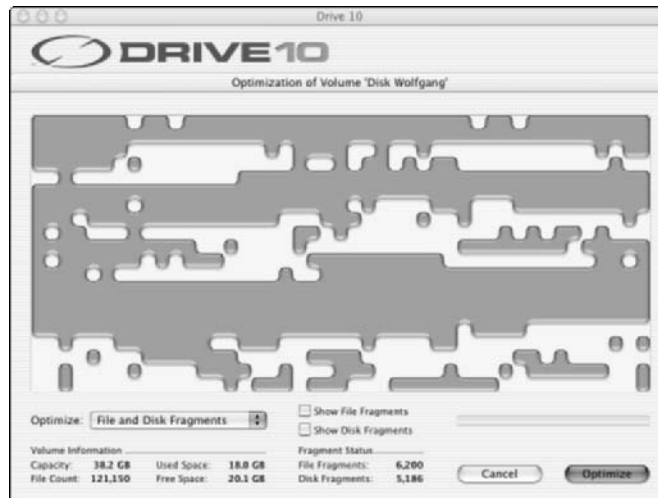 Drive 10
DRIVE10
Optimization of Volume 'Disk Wolfgang'
Optimize: File and Disk Fragments
Show File Fragments
Show Disk Fragments
Volume Information
Capacity: 38.2 GB Used Space: 18.0 GB
File Count: 121,150 Free Space: 20.1 GB
Fragment Status
File Fragments: 6,200
Disk Fragments: 5,186
Cancel
Optimize